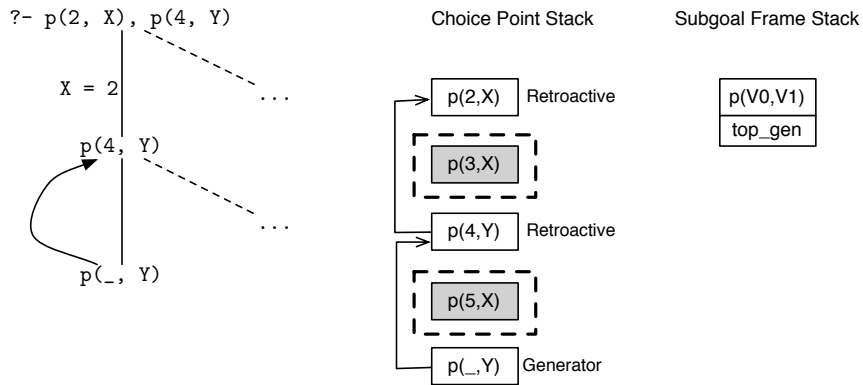 ?- p(2, X), p(4, Y)
X = 2
...
p(4, Y)
...
p(_, Y)
Choice Point Stack
p(2,X) Retroactive
p(3,X)
p(4,Y) Retroactive
p(5,X)
p(_,Y) Generator
Subgoal Frame Stack
p(V0,V1)
top_gen